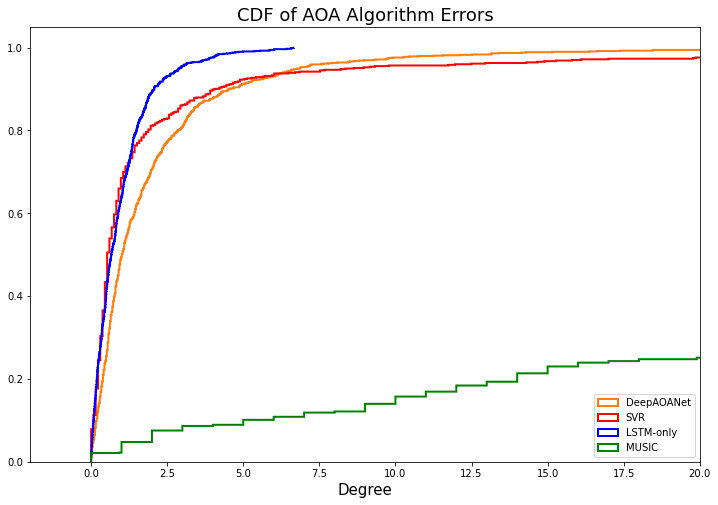 CDF of AOA Algorithm Errors
1.0
0.8
0.6
0.4
0.2
0.0
0.0 2.5 5.0 7.5 10.0 12.5 15.0 17.5 20.0
Degree
DeepAOANet
SVR
LSTM-only
MUSIC